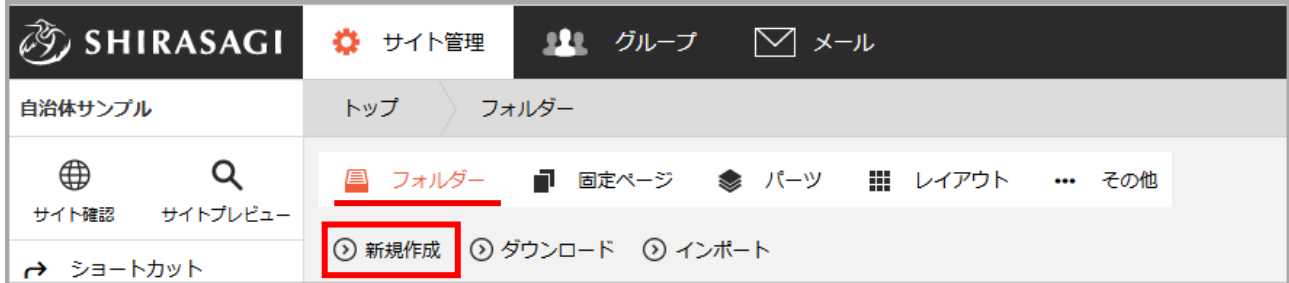 SHIRASAGI サイト管理 グループ メール
自治体サンプル トップ フォルダー
フォルダー 固定ページ パーツ レイアウト ••• その他
サイト確認 サイトプレビュー
新規作成 ダウンロード インポート
ショートカット